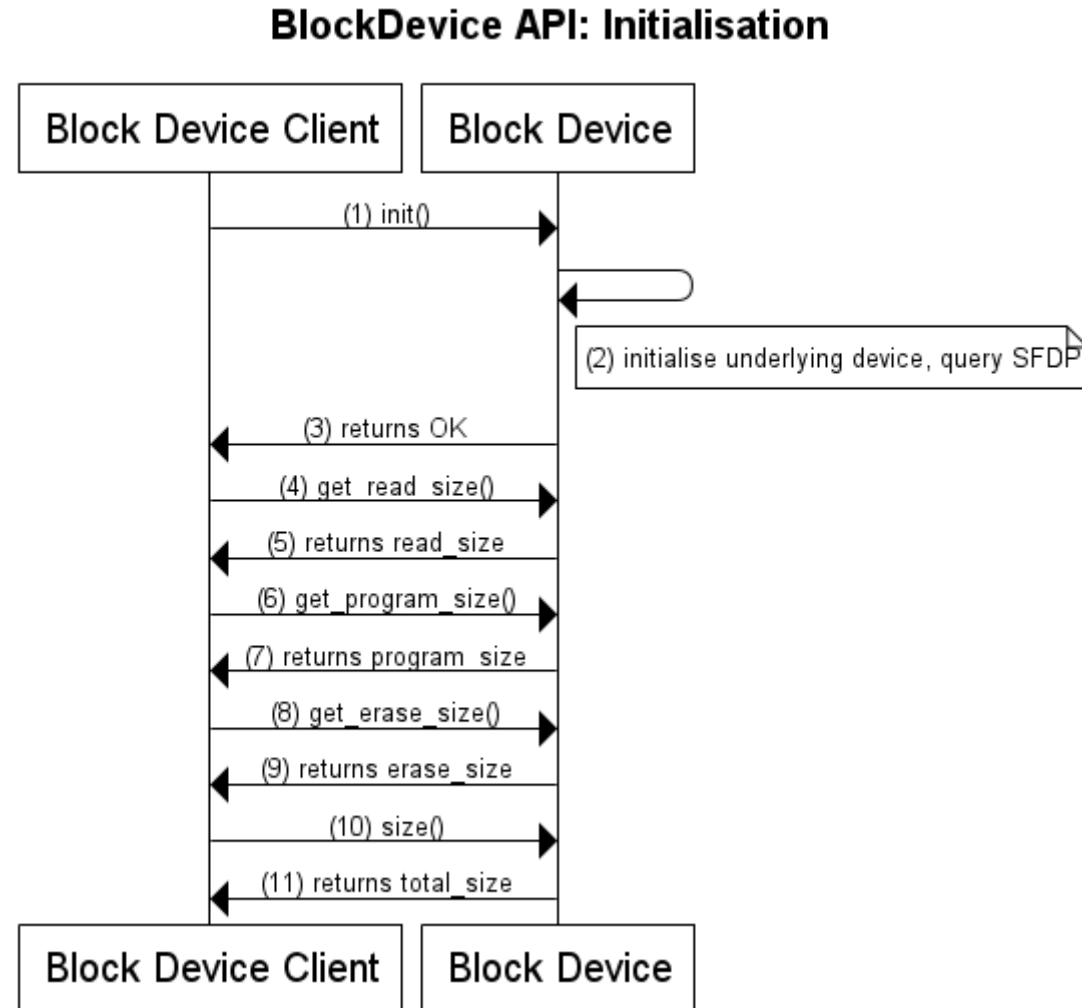 BlockDevice API: Initialisation
Block Device Client
Block Device
(1) init()
(2) initialise underlying device, query SFDP
(3) returns OK
(4) get_read_size()
(5) returns read_size
(6) get_program_size()
(7) returns program_size
(8) get_erase_size()
(9) returns erase_size
(10) size()
(11) returns total_size
Block Device Client
Block Device